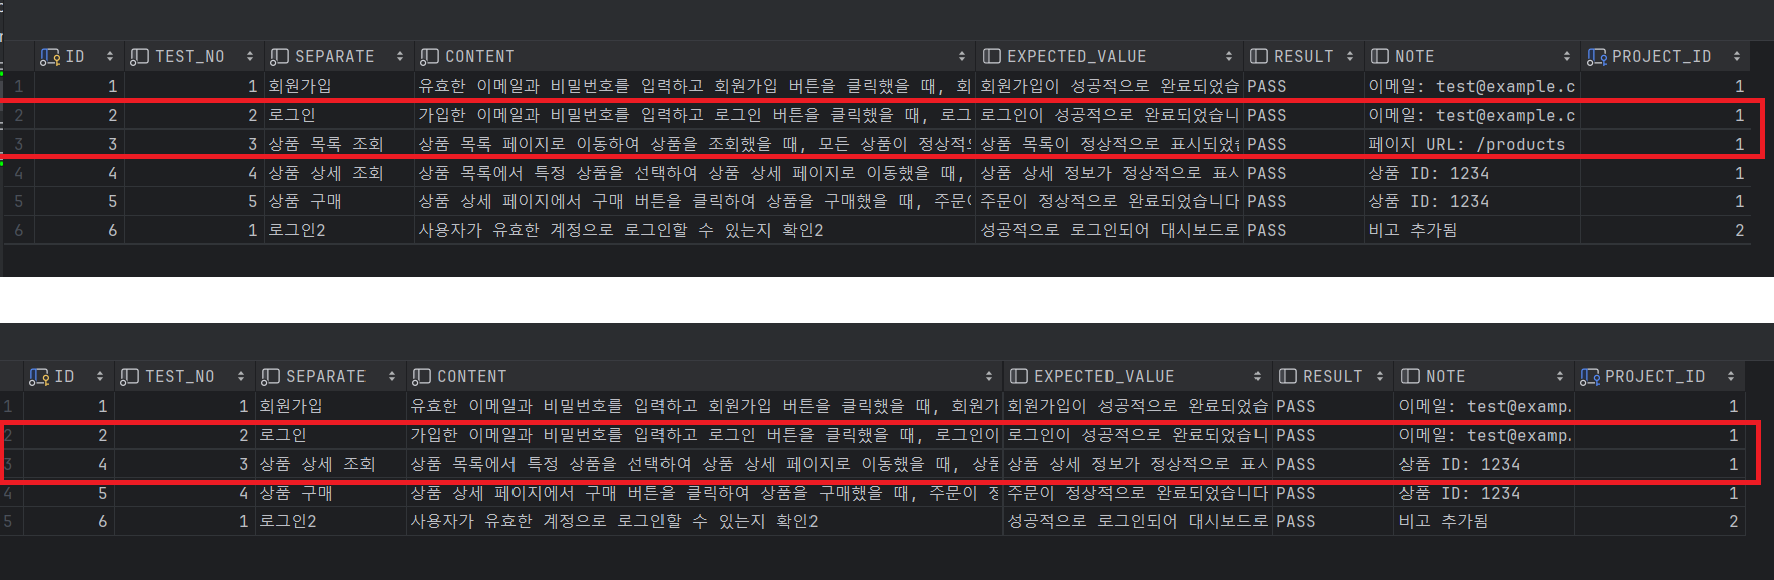 ID TEST_NO SEPARATE CONTENT EXPECTED_VALUE RESULT NOTE PROJECT_ID
1 1 1 회원가입 유효한 이메일과 비밀번호를 입력하고 회원가입 버튼을 클릭했을 때, 회 회원가입이 성공적으로 완료되었습 PASS 이메일: test@example.c 1
2 2 2 로그인 가입한 이메일과 비밀번호를 입력하고 로그인 버튼을 클릭했을 때, 로그 로그인이 성공적으로 완료되었습니 PASS 이메일: test@example.c 1
3 3 3 상품 목록 조회 상품 목록 페이지로 이동하여 상품을 조회했을 때, 모든 상품이 정상적으 상품 목록이 정상적으로 표시되었습 PASS 페이지 URL: /products 1
4 4 4 상품 상세 조회 상품 목록에서 특정 상품을 선택하여 상품 상세 페이지로 이동했을 때, 상품 상세 정보가 정상적으로 표시 PASS 상품 ID: 1234 1
5 5 5 상품 구매 상품 상세 페이지에서 구매 버튼을 클릭하여 상품을 구매했을 때, 주문이 주문이 정상적으로 완료되었습니다 PASS 상품 ID: 1234 1
6 6 1 로그인2 사용자가 유효한 계정으로 로그인할 수 있는지 확인2 성공적으로 로그인되어 대시보드로 PASS 비고 추가됨 2
ID TEST_NO SEPARATE CONTENT EXPECTED_VALUE RESULT NOTE PROJECT_ID
1 1 1 회원가입 유효한 이메일과 비밀번호를 입력하고 회원가입 버튼을 클릭했을 때, 회원가 회원가입이 성공적으로 완료되었습 PASS 이메일: test@examp. 1
2 2 2 로그인 가입한 이메일과 비밀번호를 입력하고 로그인 버튼을 클릭했을 때, 로그인이 로그인이 성공적으로 완료되었습니 PASS 이메일: test@examp. 1
3 4 3 상품 상세 조회 상품 목록에서 특정 상품을 선택하여 상품 상세 페이지로 이동했을 때, 상품 상품 상세 정보가 정상적으로 표시 PASS 상품 ID: 1234 1
4 5 4 상품 구매 상품 상세 페이지에서 구매 버튼을 클릭하여 상품을 구매했을 때, 주문이 정 주문이 정상적으로 완료되었습니다 PASS 상품 ID: 1234 1
5 6 1 로그인2 사용자가 유효한 계정으로 로그인할 수 있는지 확인2 성공적으로 로그인되어 대시보드로 PASS 비고 추가됨 2